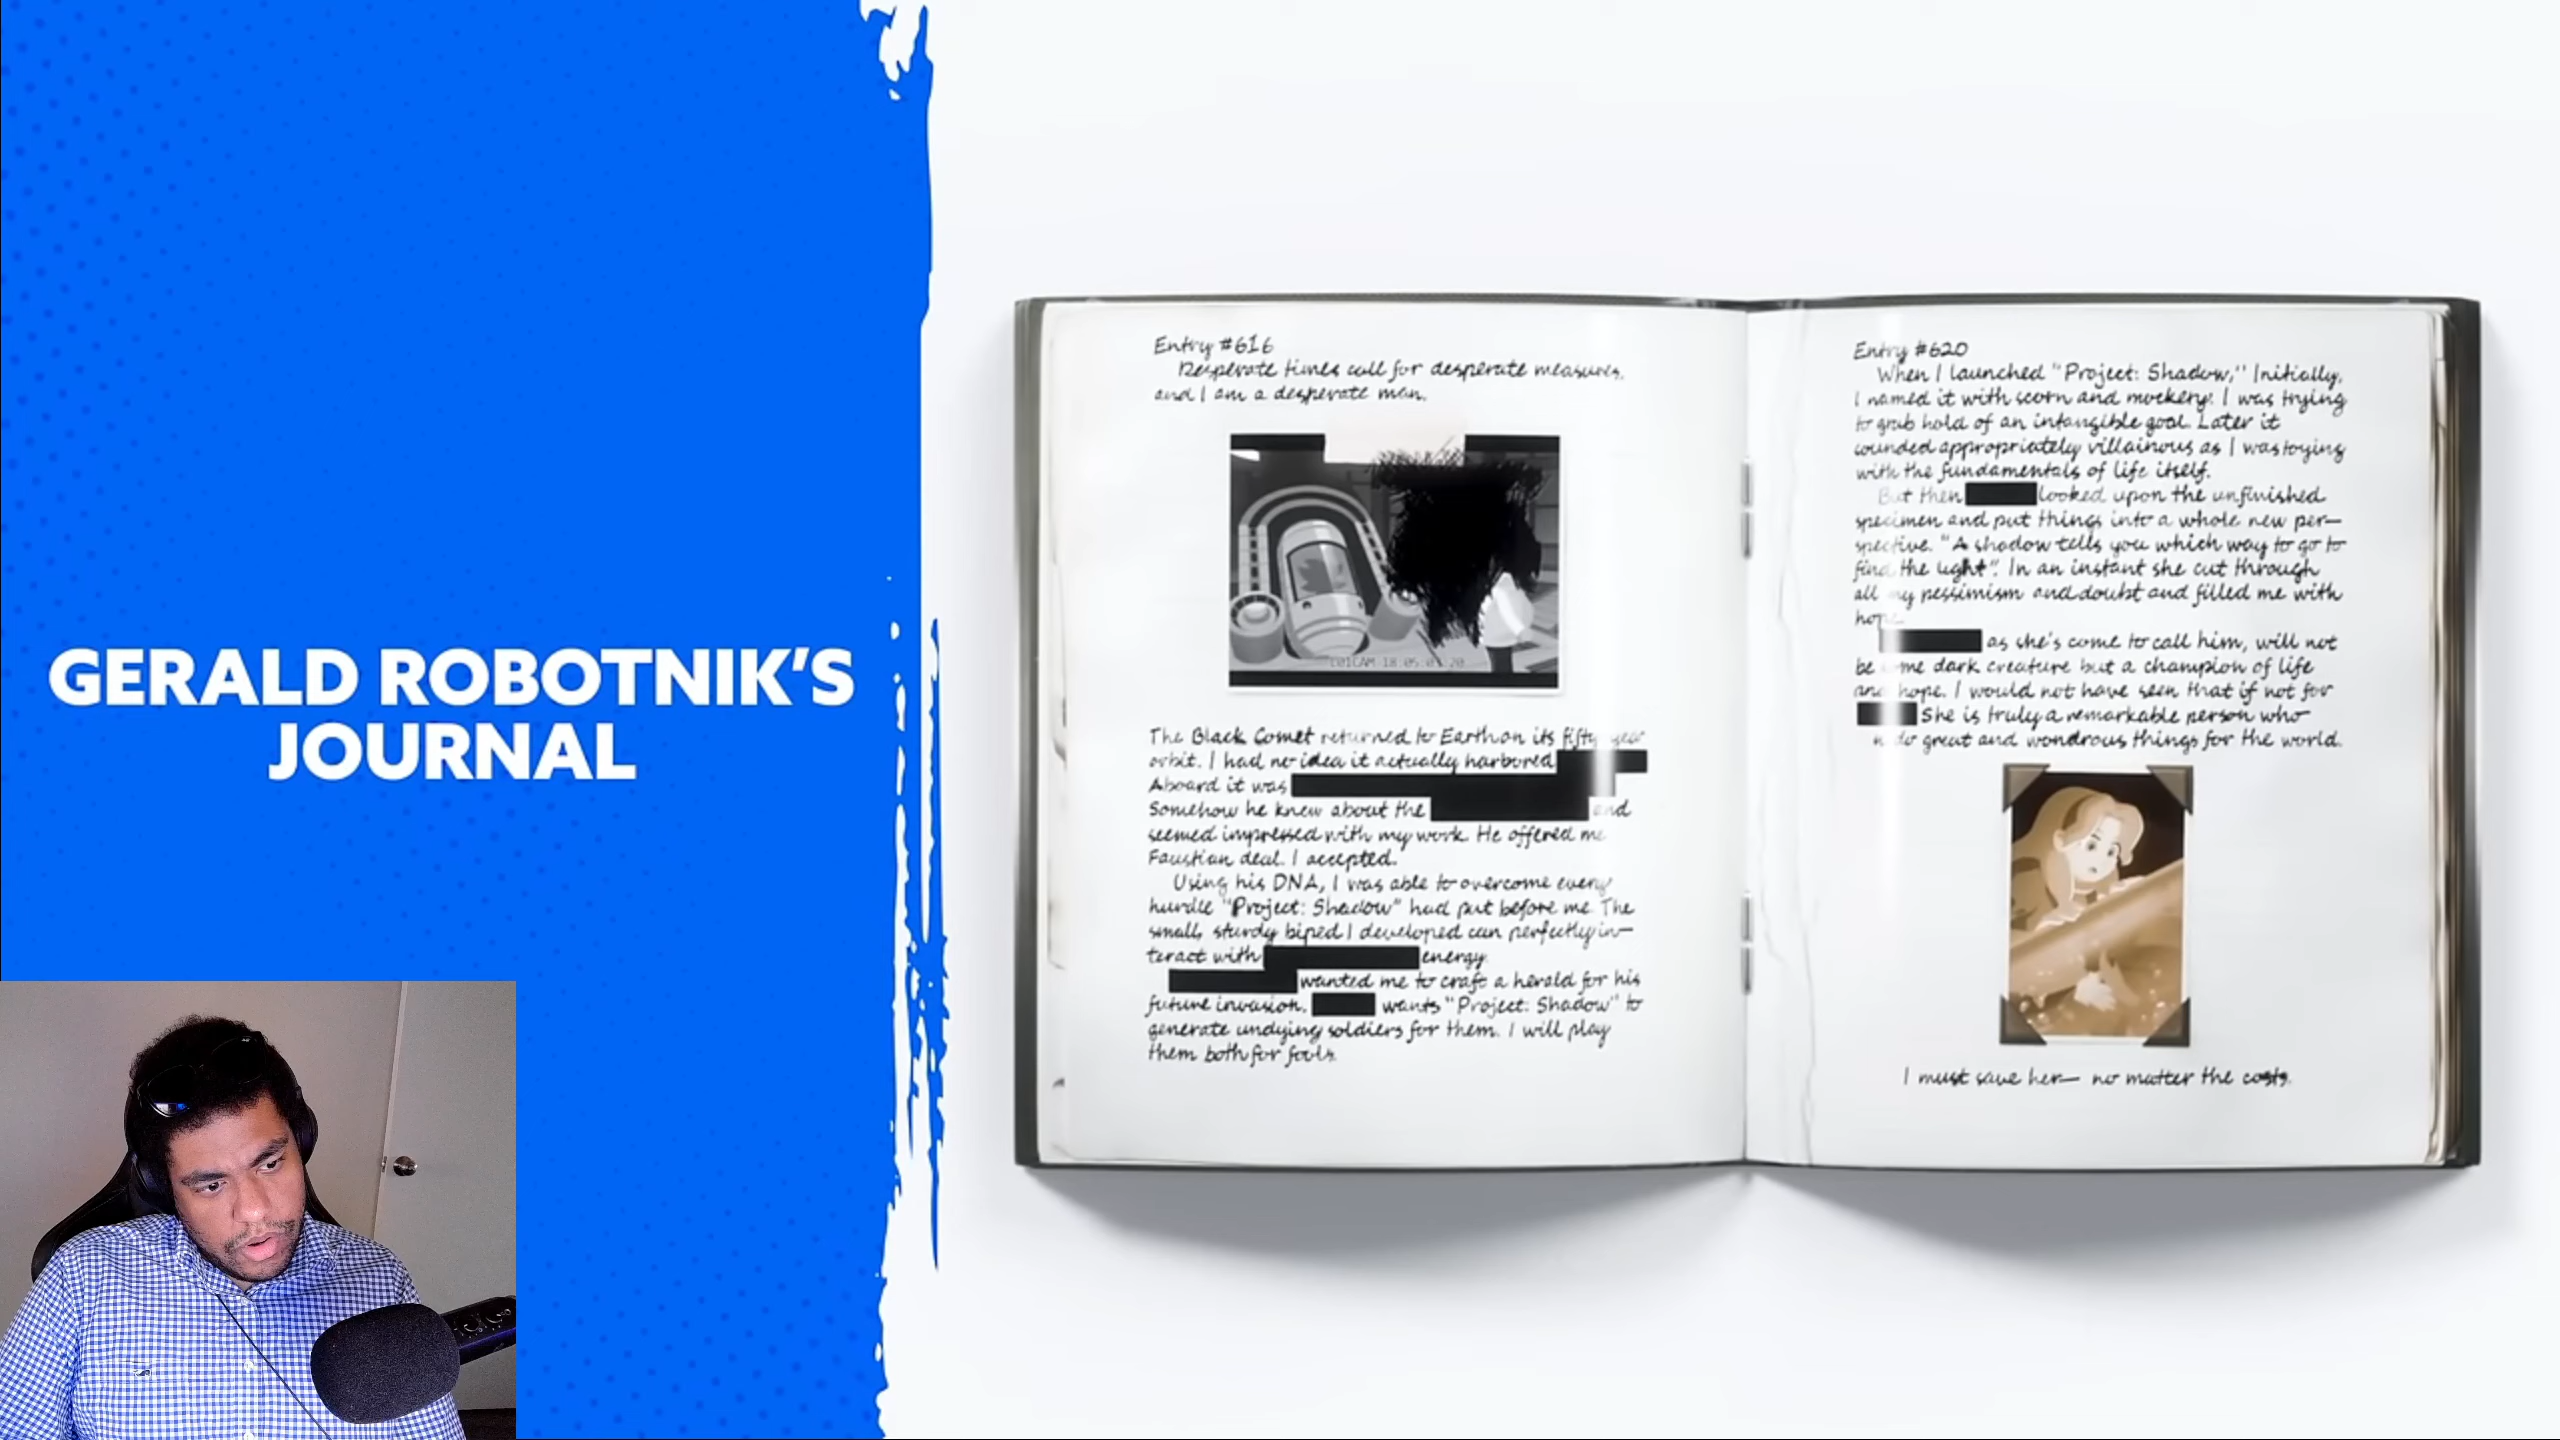 GERALD ROBOTNIK'S
JOURNAL
Entry #616
Desperate times call for desperate measures,
and I am a desperate man.
The Black Comet returned to Earth on its fifty year
orbit. I had no idea it actually harbored
Aboard it was
Somehow he knew about the and
seemed impressed with my work. He offered me
Faustian deal. I accepted.
Using his DNA, I was able to overcome every
hurdle "Project: Shadow" had put before me. The
small, sturdy biped I developed can perfectly in-
teract with energy.
wanted me to craft a herald for his
future invasion. wants "Project: Shadow" to
generate undying soldiers for them. I will play
them both for fools.
Entry #620
When I launched "Project: Shadow," Initially,
I named it with scorn and mockery. I was trying
to grab hold of an intangible goal. Later it
sounded appropriately villainous as I was toying
with the fundamentals of life itself.
But then looked upon the unfinished
specimen and put things into a whole new per-
spective. "A shadow tells you which way to go to
find the light". In an instant she cut through
all my pessimism and doubt and filled me with
hope.
as she's come to call him, will not
be me dark creature but a champion of life
and hope. I would not have seen that if not for
She is truly a remarkable person who
do great and wondrous things for the world.
I must save her— no matter the costs.